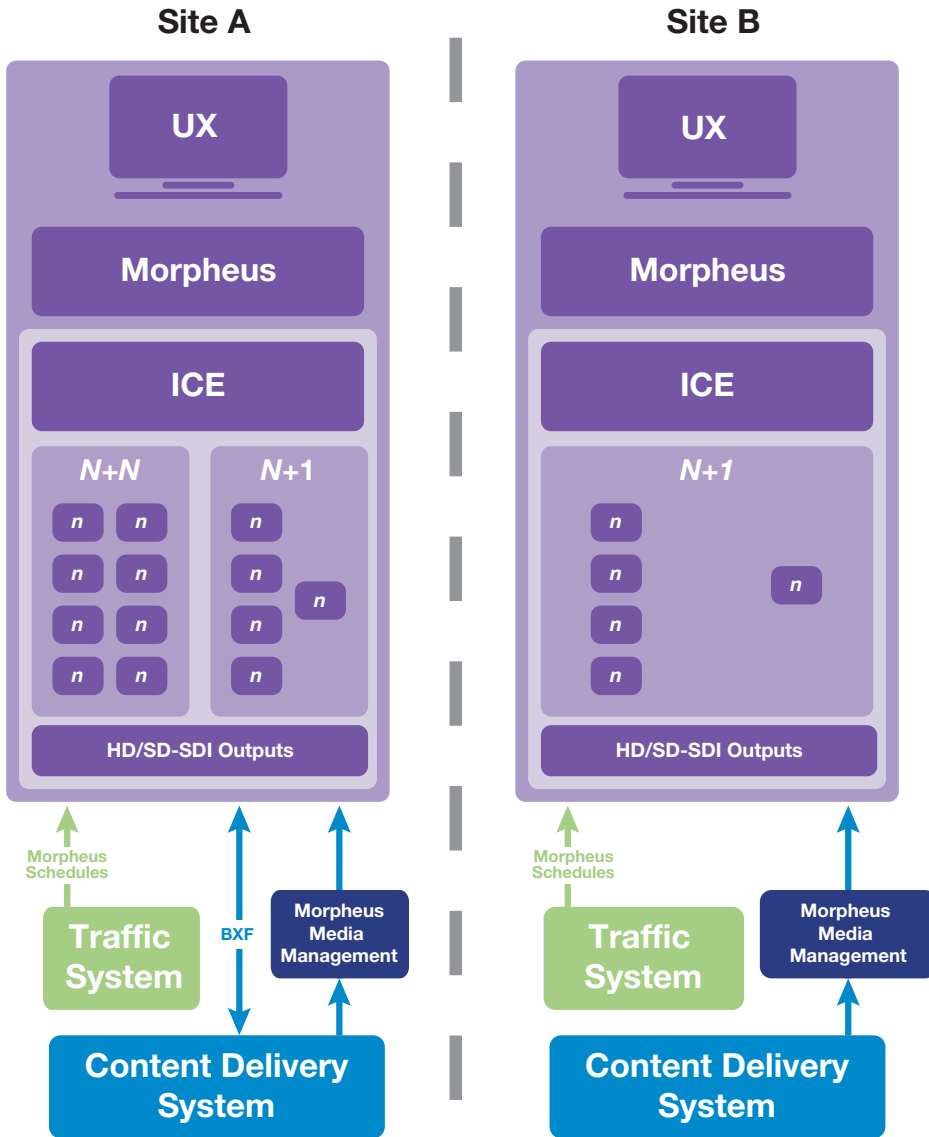 Site A
UX
Morpheus
ICE
N+N
N+1
n
n
n
n
n
n
n
n
n
n
n
n
n
HD/SD-SDI Outputs
Morpheus
Schedules
Traffic
System
BXF
Morpheus
Media
Management
Content Delivery
System
Site B
UX
Morpheus
ICE
N+1
n
n
n
n
n
HD/SD-SDI Outputs
Morpheus
Schedules
Traffic
System
Morpheus
Media
Management
Content Delivery
System